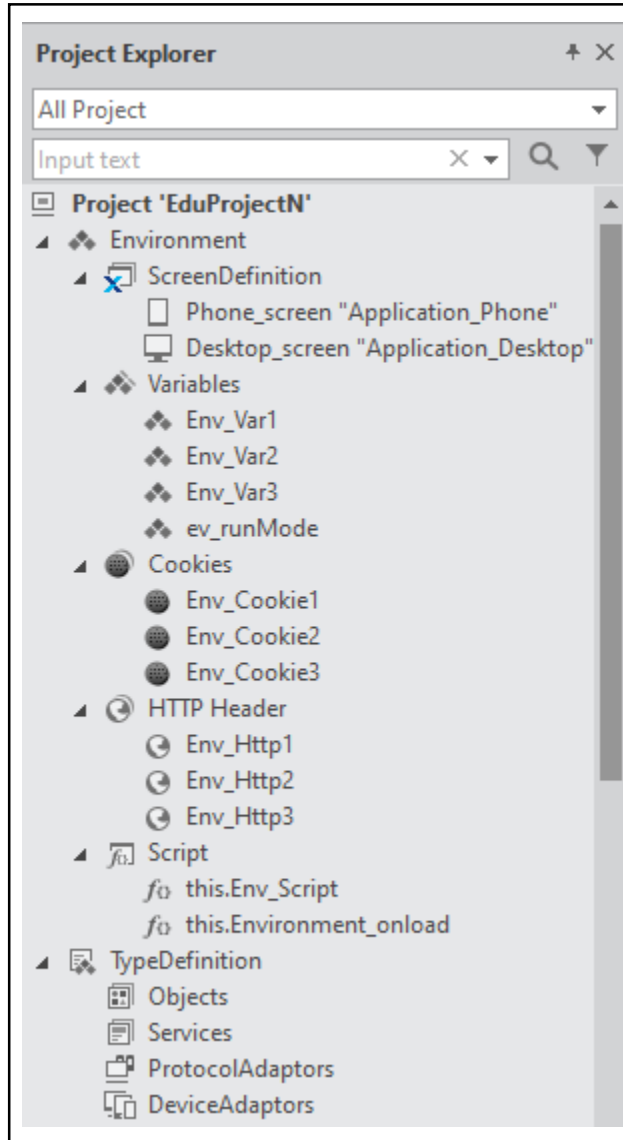 Project Explorer
All Project
Input text
Project 'EduProjectN'
Environment
ScreenDefinition
Phone_screen "Application_Phone"
Desktop_screen "Application_Desktop"
Variables
Env_Var1
Env_Var2
Env_Var3
ev_runMode
Cookies
Env_Cookie1
Env_Cookie2
Env_Cookie3
HTTP Header
Env_Http1
Env_Http2
Env_Http3
Script
this.Env_Script
this.Environment_onload
TypeDefinition
Objects
Services
ProtocolAdaptors
DeviceAdaptors